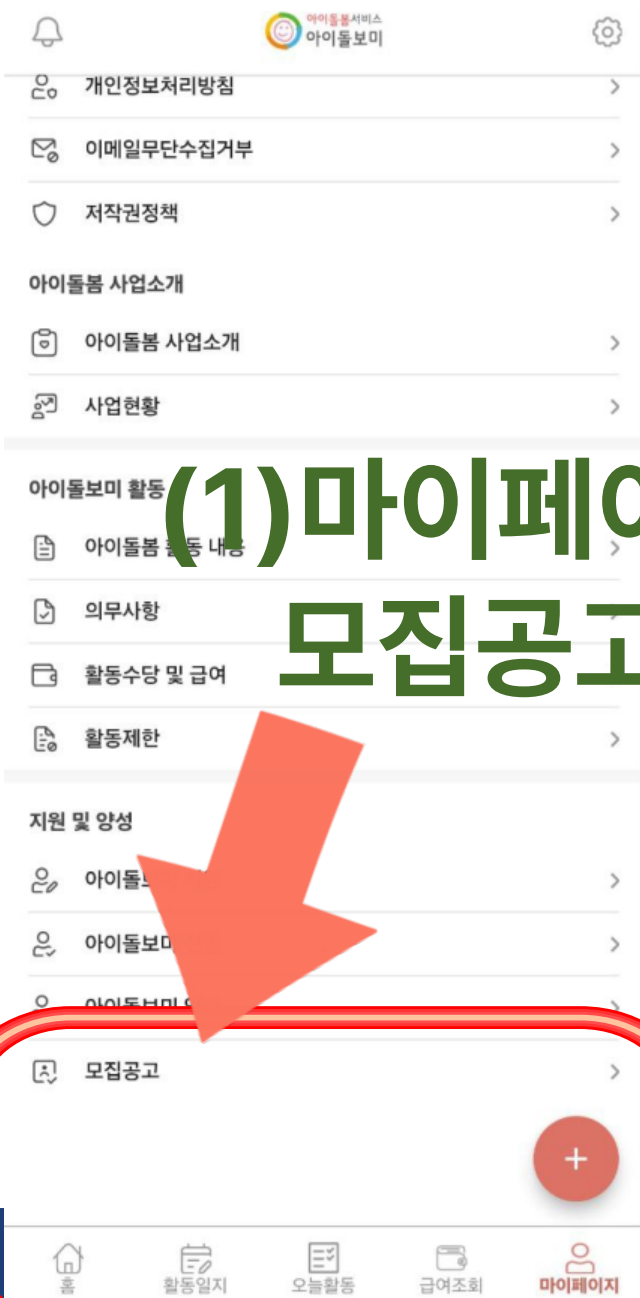 아이돌봄서비스
아이돌보미
개인정보처리방침
이메일무단수집거부
저작권정책
아이돌봄 사업소개
아이돌봄 사업소개
사업현황
(1)마이페
아이돌보미 활동
아이돌봄 내용
의무사항
모집공고
활동수당 및 급여
활동제한
지원 및 양성
아이돌보미
아이돌보미
모집공고
홈
활동일지
오늘활동
급여조회
마이페이지